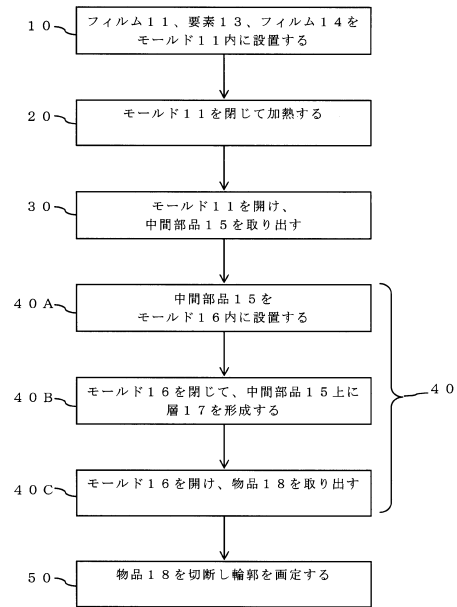 10
フィルム11、要素13、フィルム14を
モールド11内に設置する
20
モールド11を閉じて加熱する
30
モールド11を開け、
中間部品15を取り出す
40A
中間部品15を
モールド16内に設置する
40B
モールド16を閉じて、中間部品15上に
層17を形成する
40
40C
モールド16を開け、物品18を取り出す
50
物品18を切断し輪郭を画定する